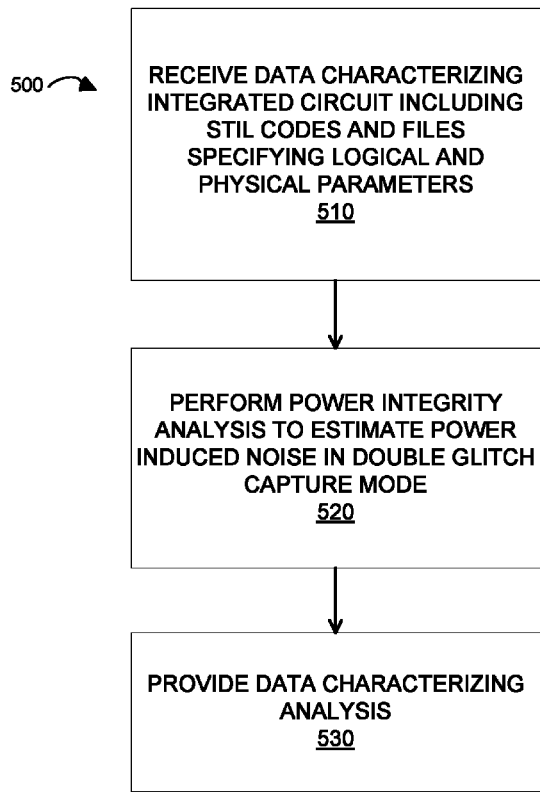 500
RECEIVE DATA CHARACTERIZING
INTEGRATED CIRCUIT INCLUDING
STIL CODES AND FILES
SPECIFYING LOGICAL AND
PHYSICAL PARAMETERS
510
PERFORM POWER INTEGRITY
ANALYSIS TO ESTIMATE POWER
INDUCED NOISE IN DOUBLE GLITCH
CAPTURE MODE
520
PROVIDE DATA CHARACTERIZING
ANALYSIS
530